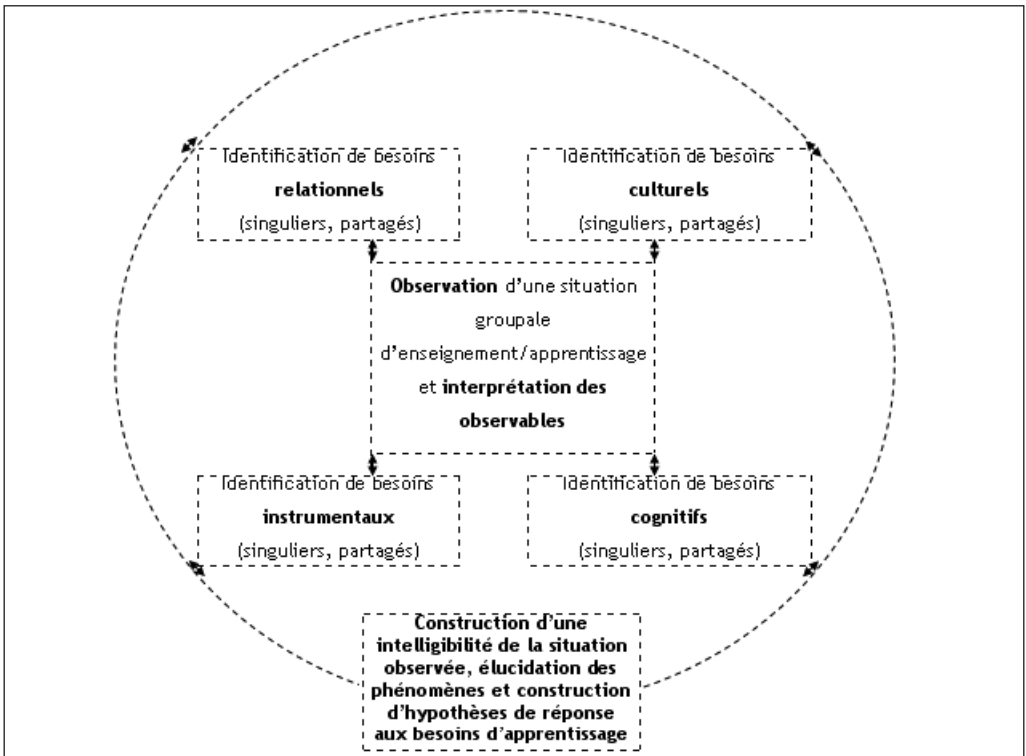 Identification de besoins
relationnels
(singuliers, partagés)
Identification de besoins
culturels
(singuliers, partagés)
Observation d'une situation
groupale
d'enseignement/apprentissage
et interprétation des
observables
Identification de besoins
instrumentaux
(singuliers, partagés)
Identification de besoins
cognitifs
(singuliers, partagés)
Construction d'une
intelligibilité de la situation
observée, élucidation des
phénomènes et construction
d'hypothèses de réponse
aux besoins d'apprentissage